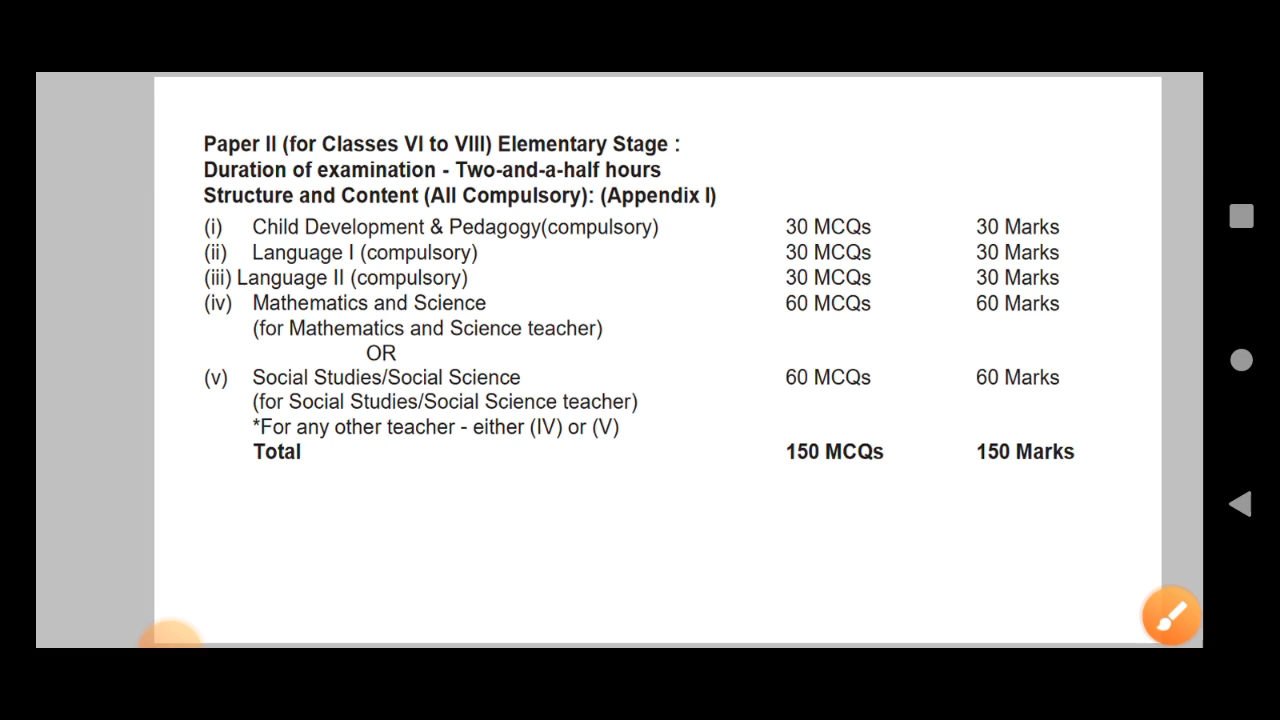 Paper II (for Classes VI to VIII) Elementary Stage :
Duration of examination - Two-and-a-half hours
Structure and Content (All Compulsory): (Appendix I)
(i) Child Development & Pedagogy(compulsory) 30 MCQs 30 Marks
(ii) Language I (compulsory) 30 MCQs 30 Marks
(iii) Language II (compulsory) 30 MCQs 30 Marks
(iv) Mathematics and Science 60 MCQs 60 Marks
(for Mathematics and Science teacher)
OR
(v) Social Studies/Social Science 60 MCQs 60 Marks
(for Social Studies/Social Science teacher)
*For any other teacher - either (IV) or (V)
Total 150 MCQs 150 Marks